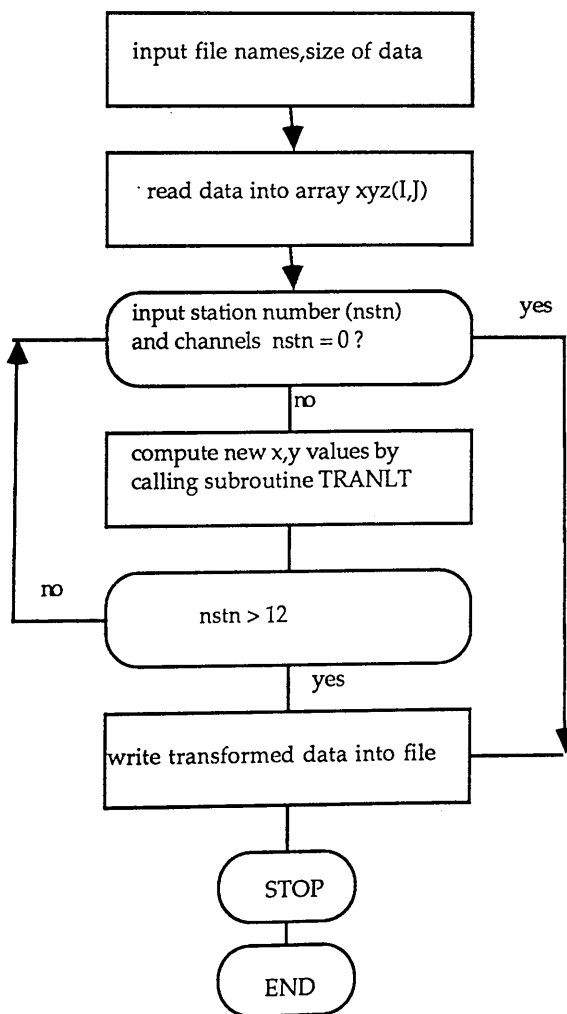 input file names,size of data
read data into array xyz(I,J)
input station number (nstn)
and channels nstn = 0 ?
yes
no
compute new x,y values by
calling subroutine TRANLT
no
nstn > 12
yes
write transformed data into file
STOP
END